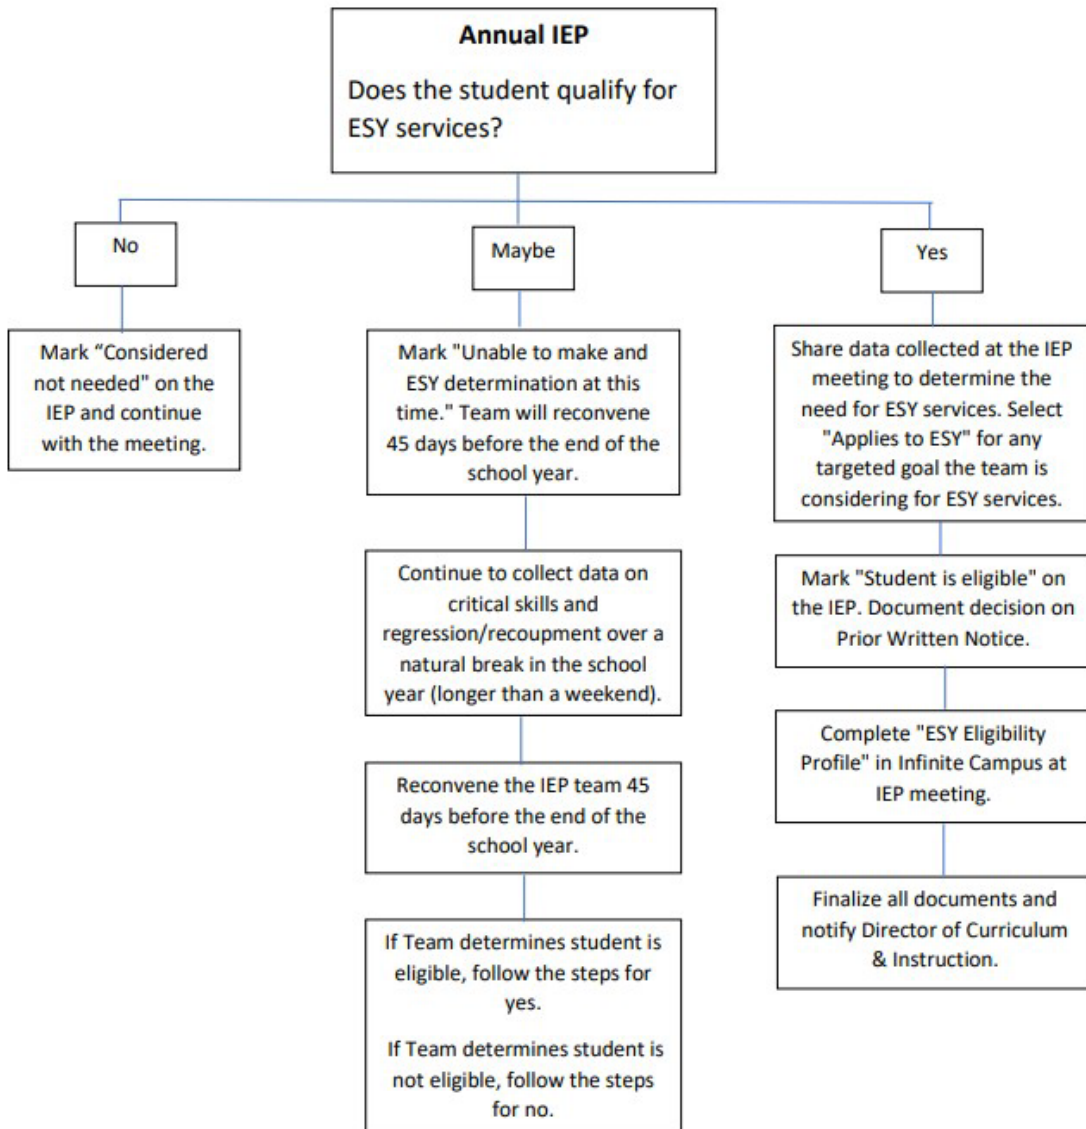 Annual IEP
Does the student qualify for
ESY services?
No
Mark “Considered
not needed" on the
IEP and continue
with the meeting.
Maybe
Mark "Unable to make and
ESY determination at this
time." Team will reconvene
45 days before the end of the
school year.
Continue to collect data on
critical skills and
regression/recoupment over a
natural break in the school
year (longer than a weekend).
Reconvene the IEP team 45
days before the end of the
school year.
If Team determines student is
eligible, follow the steps for
yes.
If Team determines student is
not eligible, follow the steps
for no.
Yes
Share data collected at the IEP
meeting to determine the
need for ESY services. Select
"Applies to ESY" for any
targeted goal the team is
considering for ESY services.
Mark "Student is eligible" on
the IEP. Document decision on
Prior Written Notice.
Complete "ESY Eligibility
Profile" in Infinite Campus at
IEP meeting.
Finalize all documents and
notify Director of Curriculum
& Instruction.